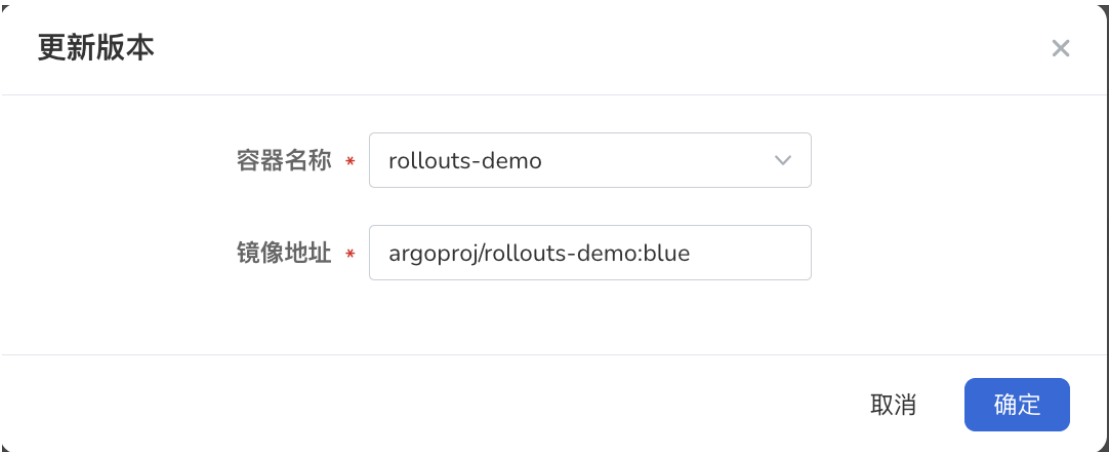 更新版本
容器名称 * rollouts-demo
镜像地址 * argoproj/rollouts-demo:blue
取消 确定